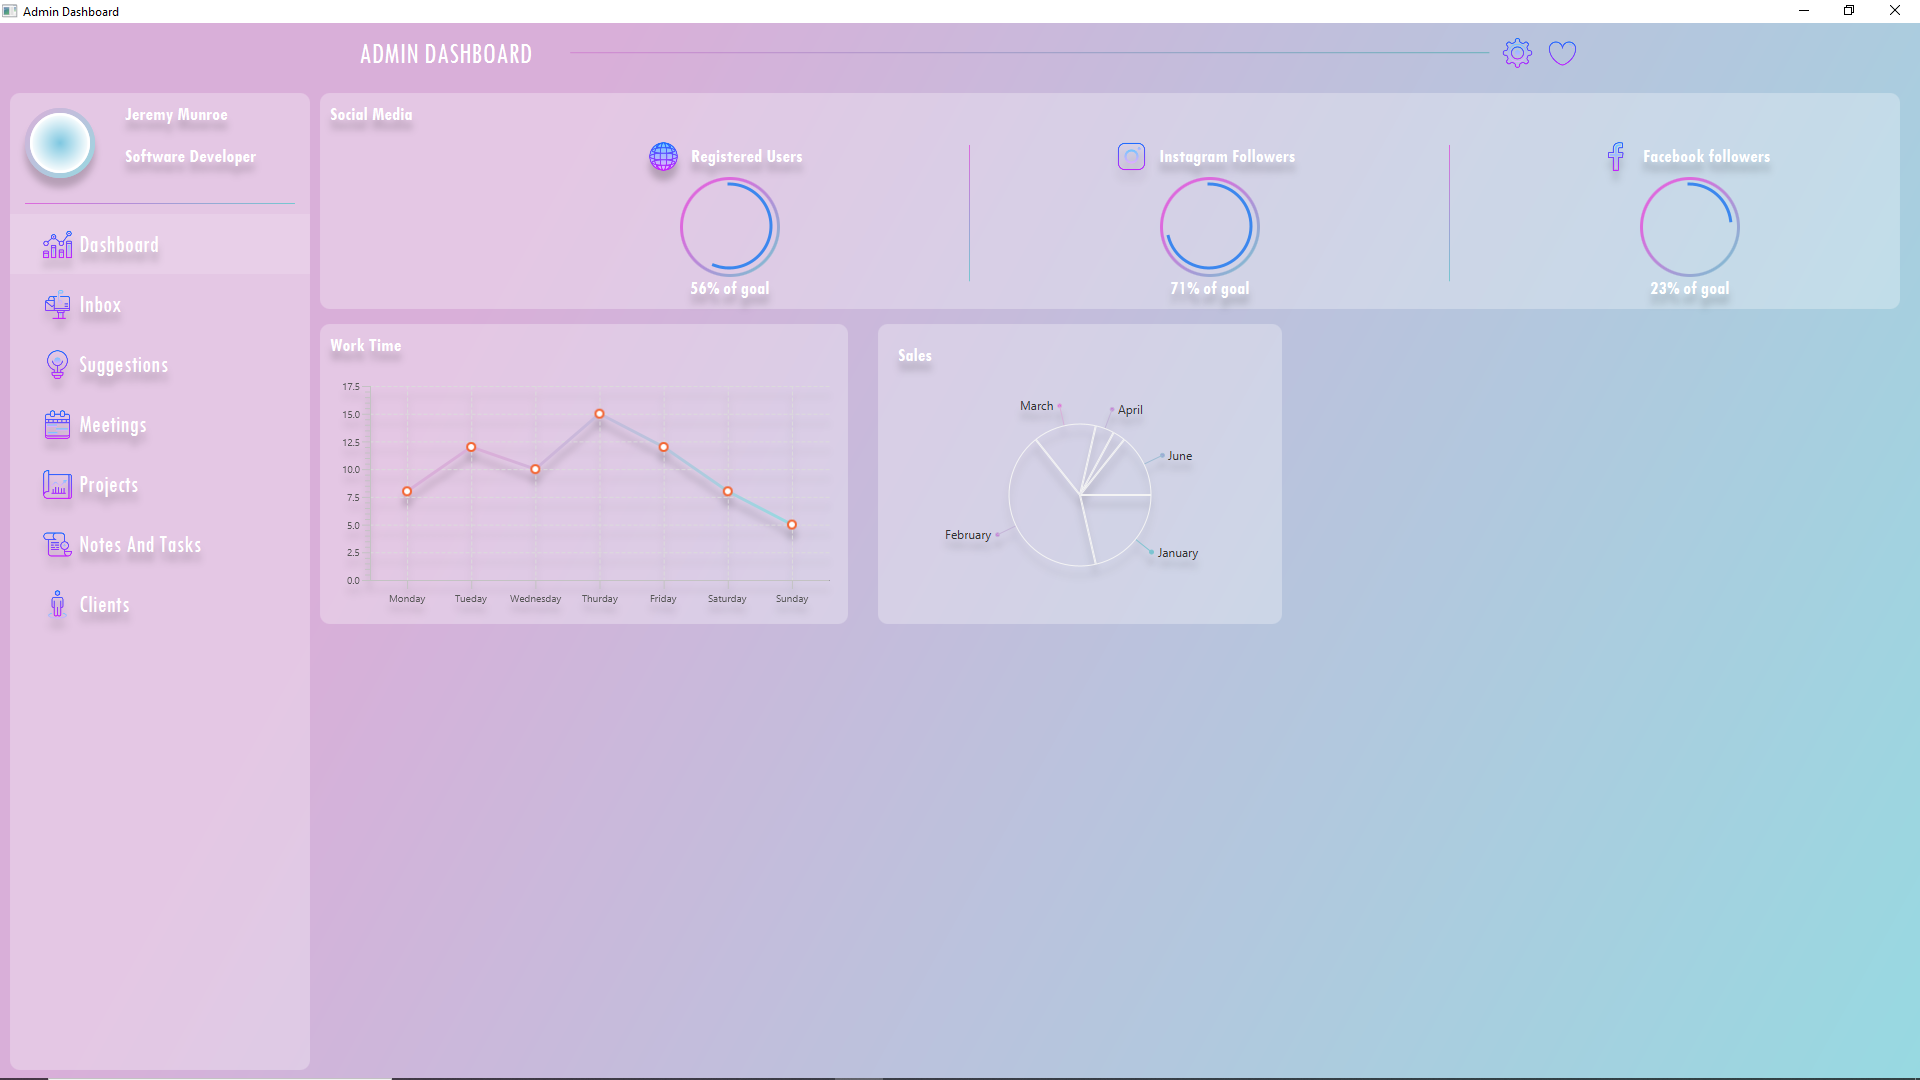 Admin Dashboard
ADMIN DASHBOARD
Jeremy Munroe
Software Developer
Dashboard
Inbox
Suggestions
Meetings
Projects
Notes And Tasks
Clients
Social Media
Registered Users
56% of goal
Instagram Followers
71% of goal
Facebook followers
23% of goal
Work Time
17.5
15.0
12.5
10.0
7.5
5.0
2.5
0.0
Monday Tueday Wednesday Thurday Friday Saturday Sunday
Sales
March
April
June
February
January